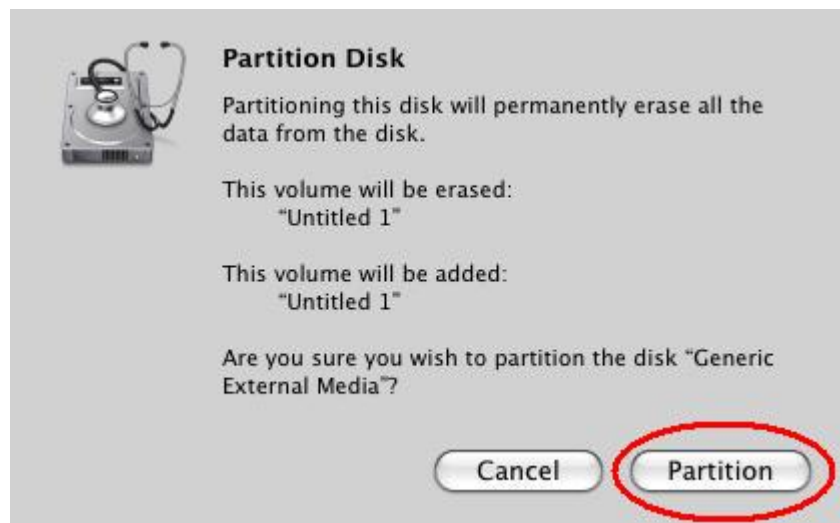 Partition Disk
Partitioning this disk will permanently erase all the
data from the disk.
This volume will be erased:
“Untitled 1”
This volume will be added:
“Untitled 1”
Are you sure you wish to partition the disk “Generic
External Media”?
Cancel
Partition